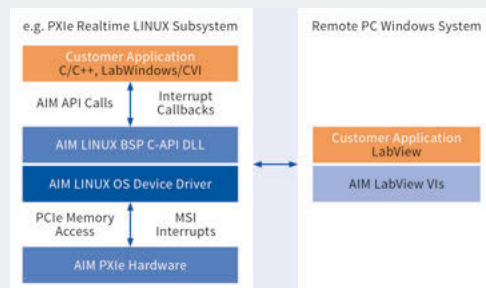 e.g. PXIe Realtime LINUX Subsystem
Customer Application
C/C++, LabWindows/CVI
AIM API Calls
Interrupt
Callbacks
AIM LINUX BSP C-API DLL
AIM LINUX OS Device Driver
PCIe Memory
Access
MSI
Interrupts
AIM PXIe Hardware
Remote PC Windows System
Customer Application
LabView
AIM LabView VIs